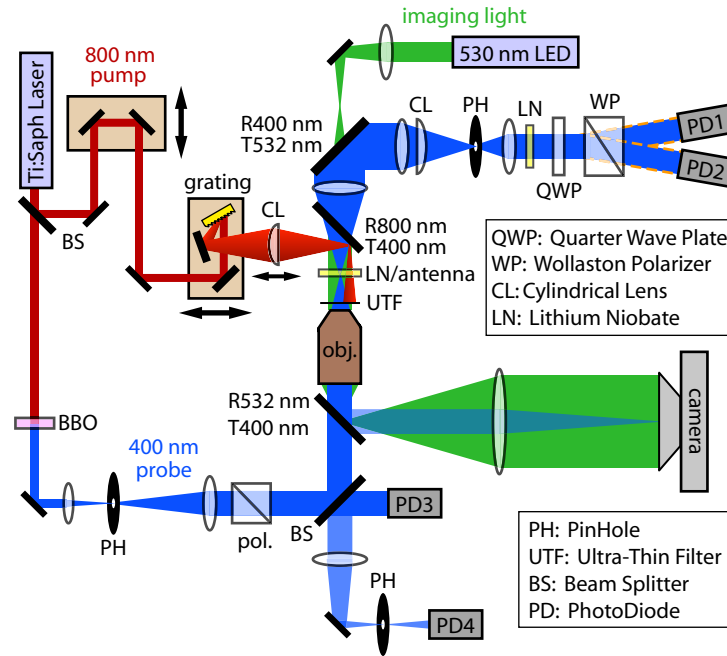 imaging light
800 nm
pump
530 nm LED
Ti:Saph Laser
CL
PH
LN
WP
R400 nm
T532 nm
PD1
PD2
grating
CL
QWP
BS
R800 nm
T400 nm
QWP: Quarter Wave Plate
WP: Wollaston Polarizer
CL: Cylindrical Lens
LN: Lithium Niobate
LN/antenna
UTF
obj.
R532 nm
T400 nm
camera
BBO
400 nm
probe
PD3
PH
pol.
BS
PH: PinHole
UTF: Ultra-Thin Filter
BS: Beam Splitter
PD: PhotoDiode
PH
PD4